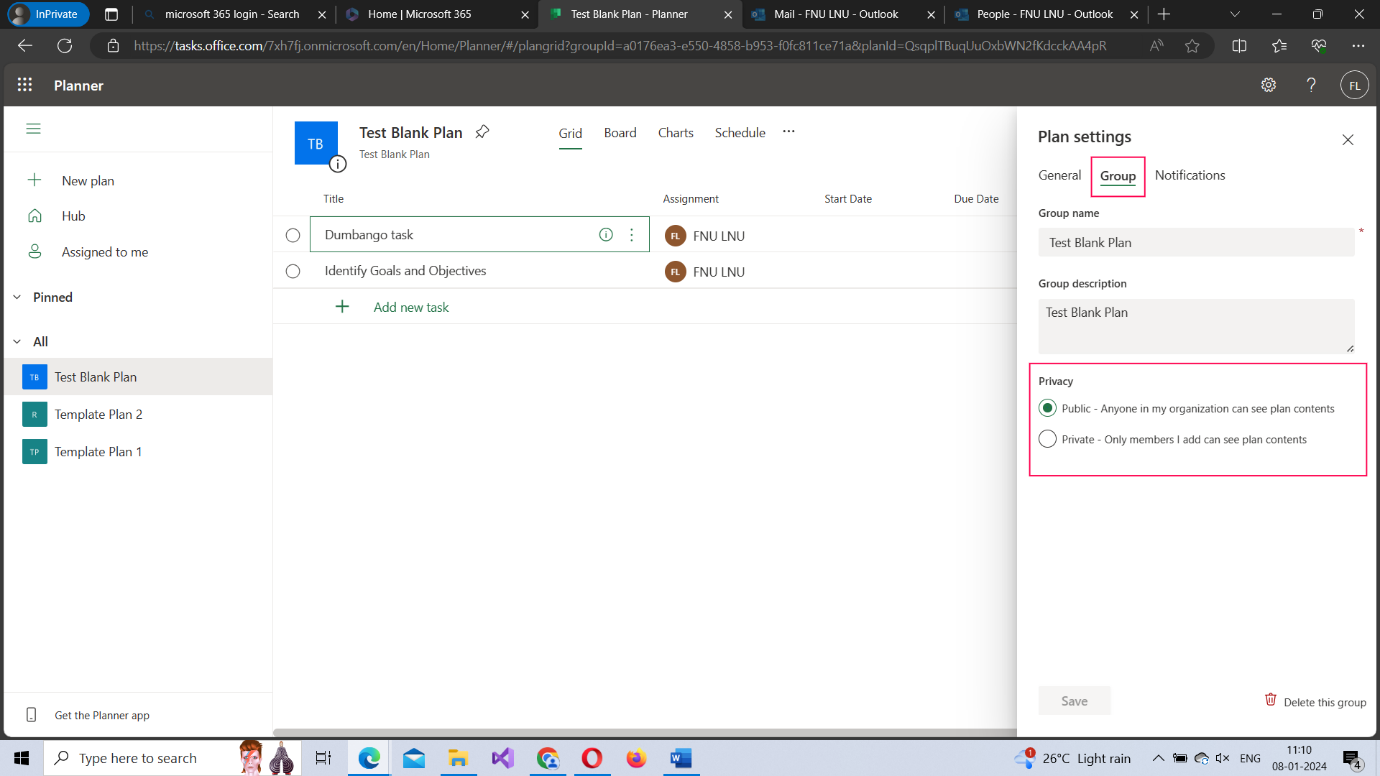 InPrivate
microsoft 365 login - Search
Home | Microsoft 365
Test Blank Plan - Planner
Mail - FNU LNU - Outlook
People - FNU LNU - Outlook
https://tasks.office.com/7xh7fj.onmicrosoft.com/en/Home/Planner/#/plangrid?groupId=a0176ea3-e550-4858-b953-f0fc811ce71a&planId=QsqplTBuqUuOxbWN2fKdcckAA4pR
Planner
?
FL
New plan
Hub
Assigned to me
Pinned
All
TB Test Blank Plan
R Template Plan 2
TP Template Plan 1
Get the Planner app
TB
Test Blank Plan
Test Blank Plan
Grid Board Charts Schedule ...
Title Assignment Start Date Due Date
Dumbango task FL FNU LNU
Identify Goals and Objectives FL FNU LNU
Add new task
Plan settings
General Group Notifications
Group name
*
Test Blank Plan
Group description
Test Blank Plan
Privacy
Public - Anyone in my organization can see plan contents
Private - Only members I add can see plan contents
Save
Delete this group
Type here to search
1
26°C Light rain
ENG
11:10
08-01-2024
4